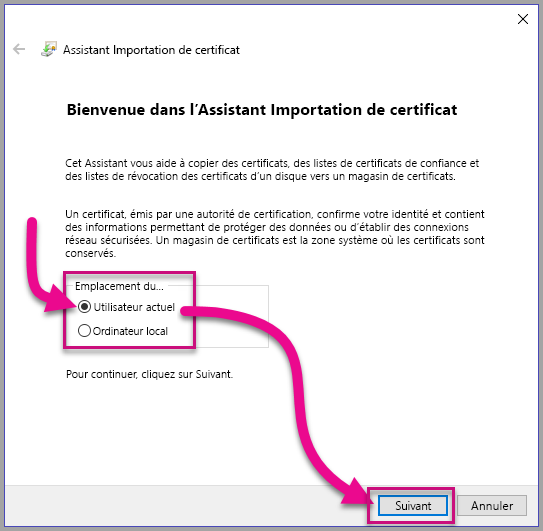 Assistant Importation de certificat
Bienvenue dans l'Assistant Importation de certificat
Cet Assistant vous aide à copier des certificats, des listes de certificats de confiance et
des listes de révocation des certificats d'un disque vers un magasin de certificats.
Un certificat, émis par une autorité de certification, confirme votre identité et contient
des informations permettant de protéger des données ou d'établir des connexions
réseau sécurisées. Un magasin de certificats est la zone système où les certificats sont
conservés.
Emplacement du...
Utilisateur actuel
Ordinateur local
Pour continuer, cliquez sur Suivant.
Suivant Annuler